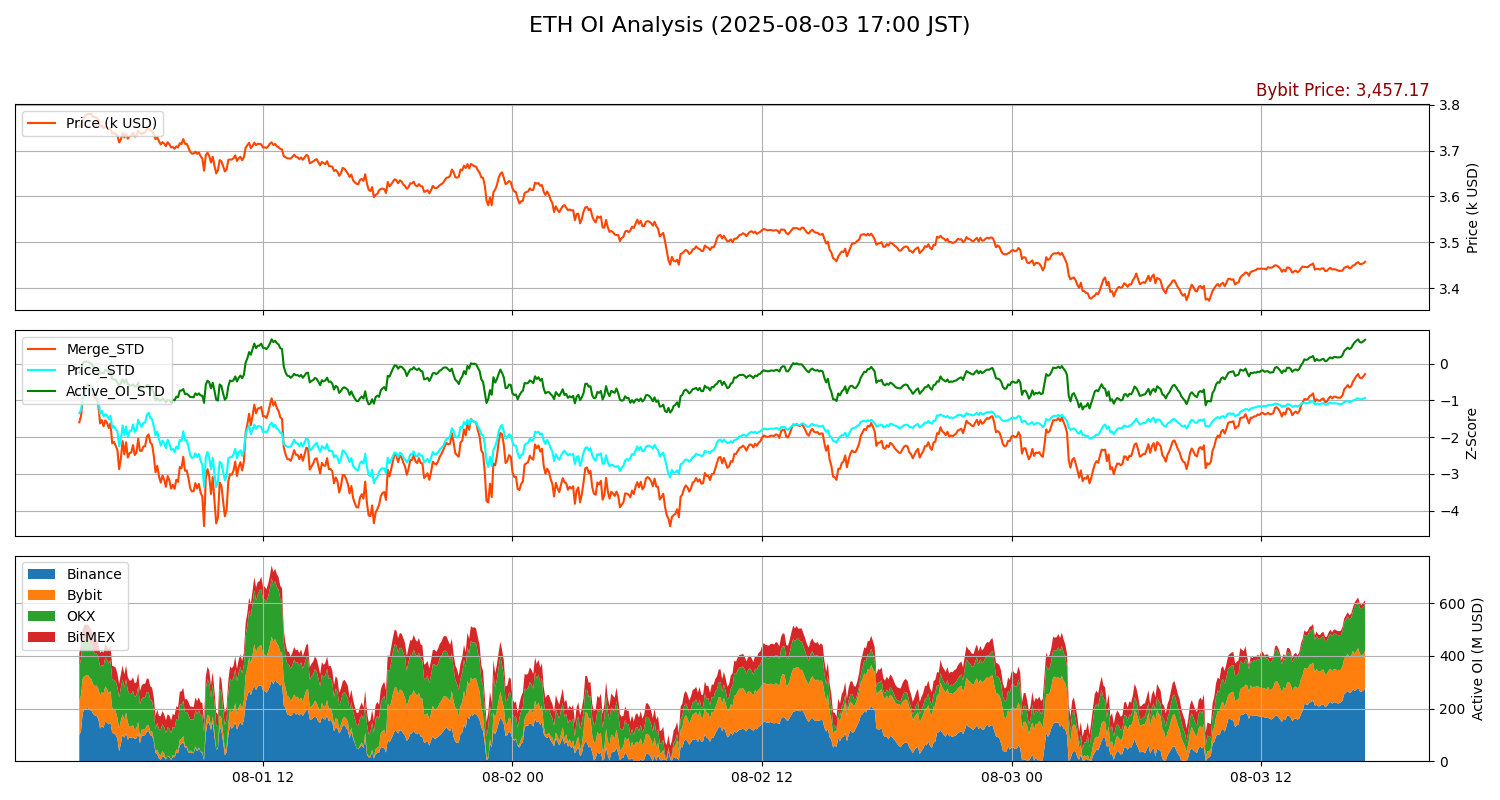 ETH OI Analysis (2025-08-03 17:00 JST)
Bybit Price: 3,457.17
Price (k USD)
3.8
3.7
3.6
3.5
3.4
Price (k USD)
Merge_STD
Price_STD
Active_OI_STD
0
−1
−2
−3
−4
Z-Score
Binance
Bybit
OKX
BitMEX
600
400
200
0
Active OI (M USD)
08-01 12
08-02 00
08-02 12
08-03 00
08-03 12